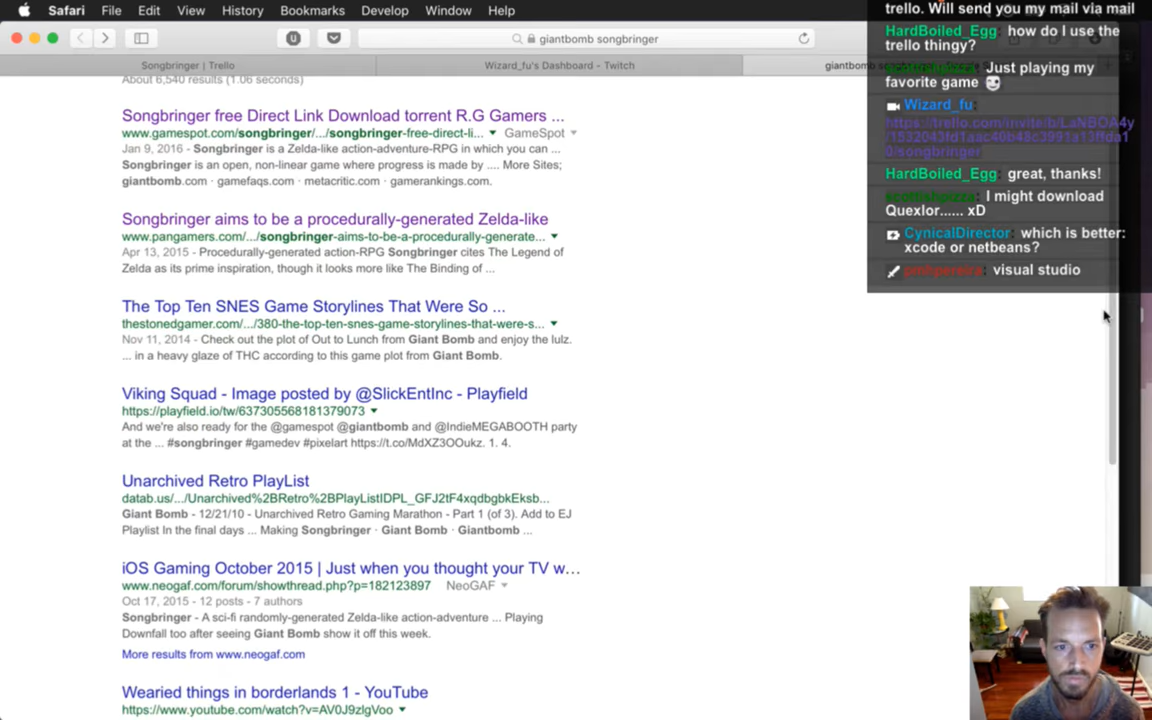 Safari File Edit View History Bookmarks Develop Window Help
giantbomb songbringer
Songbringer | Trello
Wizard_fu's Dashboard - Twitch
giantbomb
About 6,540 results (1.06 seconds)
Songbringer free Direct Link Download torrent R.G Gamers ...
www.gamespot.com/songbringer/.../songbringer-free-direct-li... GameSpot
Jan 9, 2016 - Songbringer is a Zelda-like action-adventure-RPG in which you can ...
Songbringer is an open, non-linear game where progress is made by .... More Sites;
giantbomb.com · gamefaqs.com · metacritic.com · gamerankings.com.
Songbringer aims to be a procedurally-generated Zelda-like
www.pangamers.com/.../songbringer-aims-to-be-a-procedurally-generate...
Apr 13, 2015 - Procedurally-generated action-RPG Songbringer cites The Legend of
Zelda as its prime inspiration, though it looks more like The Binding of ...
The Top Ten SNES Game Storylines That Were So ...
thestonedgamer.com/.../380-the-top-ten-snes-game-storylines-that-were-s...
Nov 11, 2014 - Check out the plot of Out to Lunch from Giant Bomb and enjoy the lulz.
... in a heavy glaze of THC according to this game plot from Giant Bomb.
Viking Squad - Image posted by @SlickEntInc - Playfield
https://playfield.io/tw/637305568181379073
And we're also ready for the @gamespot @giantbomb and @IndieMEGABOOTH party
at the ... #songbringer #gamedev #pixelart https://t.co/MdXZ3OOukz. 1. 4.
Unarchived Retro PlayList
datab.us/.../Unarchived%2BRetro%2BPlayListIDPL_GFJ2tF4xqdbgbkEksb...
Giant Bomb - 12/21/10 - Unarchived Retro Gaming Marathon - Part 1 (of 3). Add to EJ
Playlist In the final days ... Making Songbringer · Giant Bomb · Giantbomb ...
iOS Gaming October 2015 | Just when you thought your TV w...
www.neogaf.com/forum/showthread.php?p=182123897 NeoGAF
Oct 17, 2015 - 12 posts - 7 authors
Songbringer - A sci-fi randomly-generated Zelda-like action-adventure ... Playing
Downfall too after seeing Giant Bomb show it off this week.
More results from www.neogaf.com
Wearied things in borderlands 1 - YouTube
https://www.youtube.com/watch?v=AV0J9zlgVoo
trello. Will send you my mail via mail
HardBoiled_Egg: how do I use the
trello thingy?
Just playing my
favorite game
Wizard_fu:
https://trello.com/invite/b/LaNBOA4y
/1532043fd1aac40b48c3991a13ffda1
0/songbringer
HardBoiled_Egg: great, thanks!
scottishpizza: I might download
Quexlor...... xD
CynicalDirector: which is better:
xcode or netbeans?
visual studio